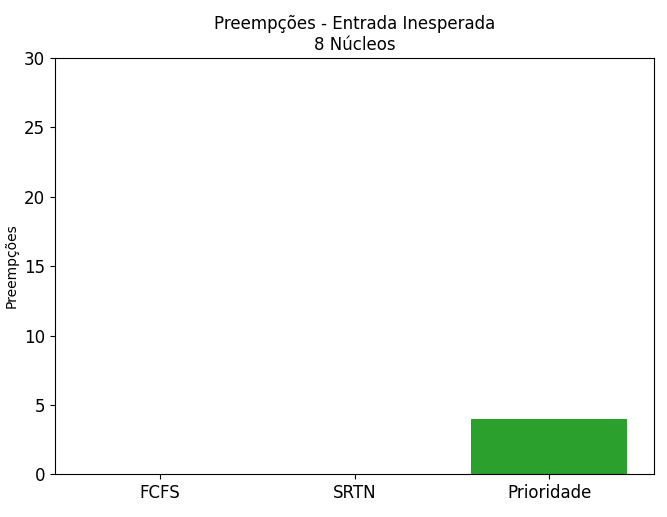 Preempções - Entrada Inesperada
8 Núcleos
30
25
20
15
10
5
0
Preempções
FCFS
SRTN
Prioridade